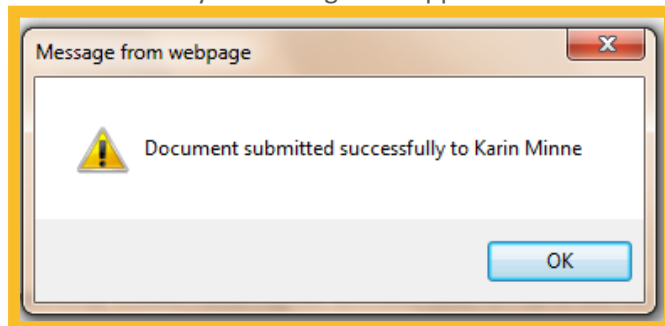 Message from webpage
Document submitted successfully to Karin Minne
OK